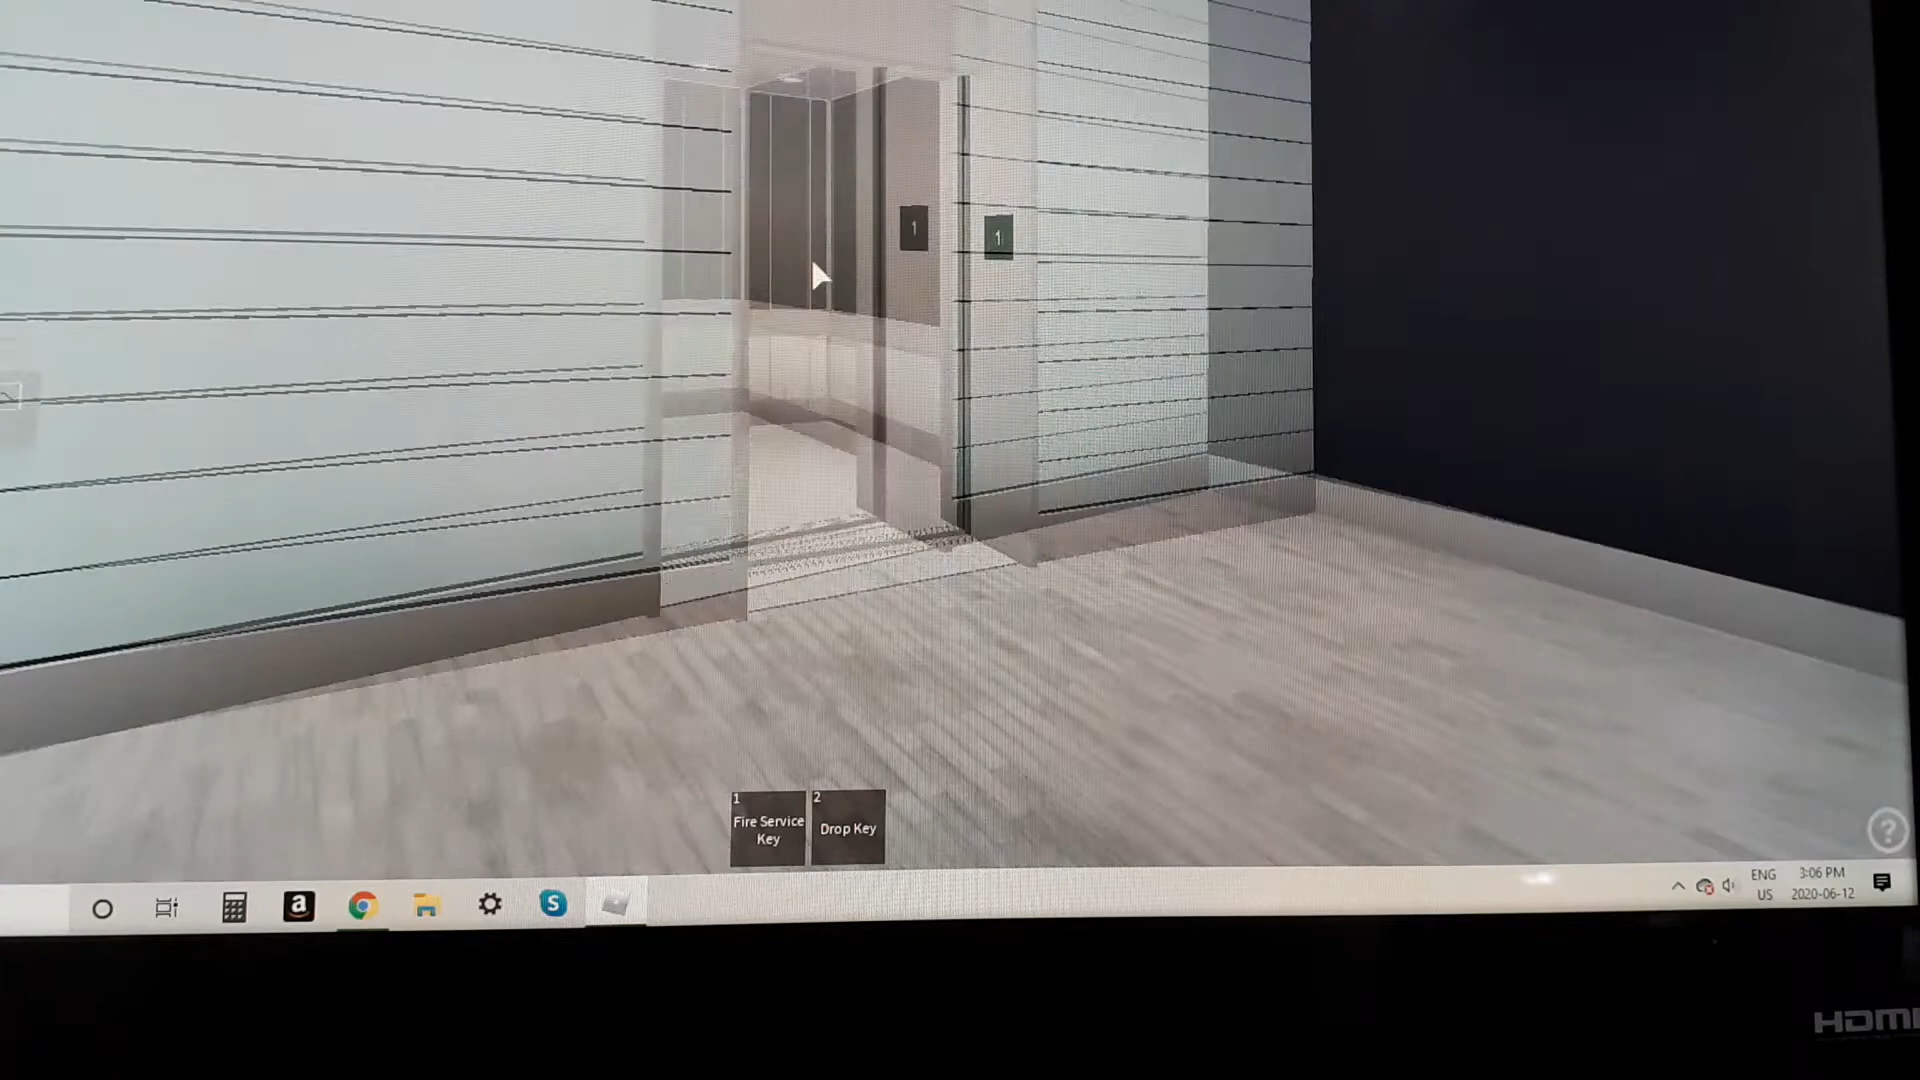 1
1
1
Fire Service
Key
2
Drop Key
?
a
S
ENG
US
3:06 PM
2020-06-12
HDMI